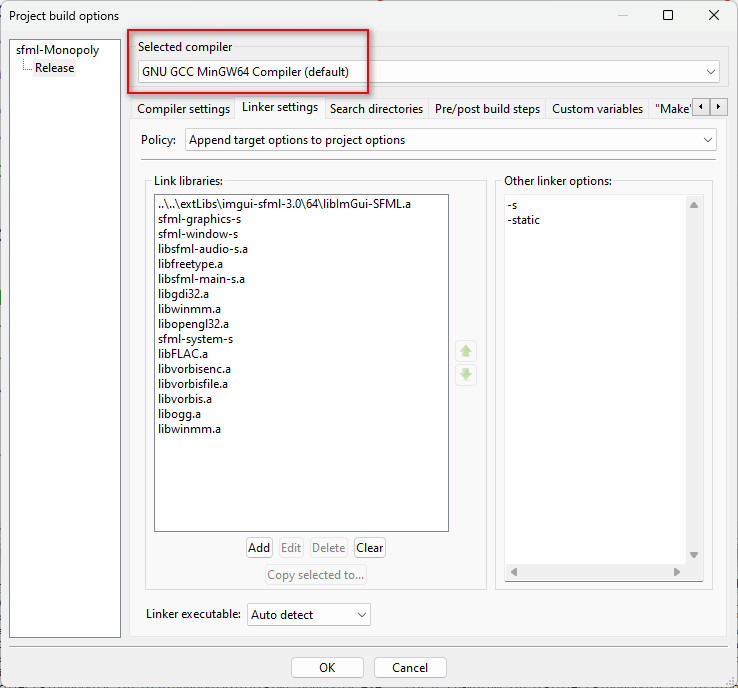 Project build options
sfml-Monopoly
Release
Selected compiler
GNU GCC MinGW64 Compiler (default)
Compiler settings
Linker settings
Search directories
Pre/post build steps
Custom variables
"Make'
Policy:
Append target options to project options
Link libraries:
..\..\extLibs\imgui-sfml-3.0\64\libImGui-SFML.a
sfml-graphics-s
sfml-window-s
libsfml-audio-s.a
libfreetype.a
libsfml-main-s.a
libgdi32.a
libwinmm.a
libopengl32.a
sfml-system-s
libFLAC.a
libvorbisenc.a
libvorbisfile.a
libvorbis.a
libogg.a
libwinmm.a
Other linker options:
-s
-static
Add
Edit
Delete
Clear
Copy selected to...
Linker executable:
Auto detect
OK
Cancel